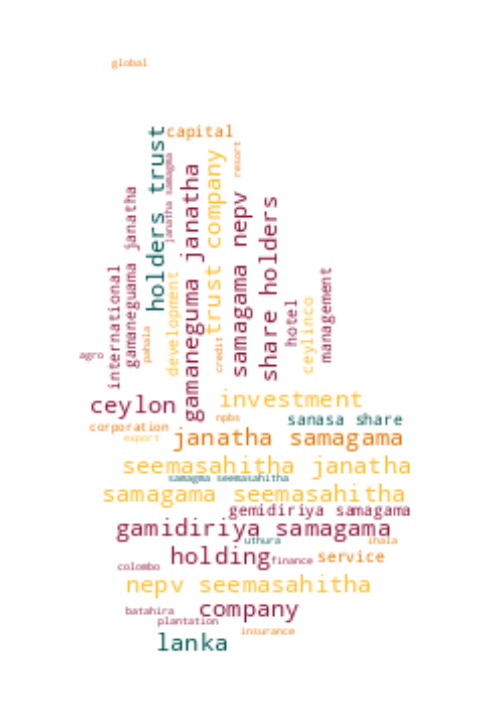 global
capital
holders trust
janatha samagma
resort
trust company
gamaneguma janatha
gamaneguama janatha
samagama nepv
share holders
international
development
management
hotel
ceylinco
pahala
credit
agro
investment
ceylon
npbs
sanasa share
corporation
export
janatha samagama
seemasahitha janatha
samagma seemasahitha
samagama seemasahitha
gemidiriya samagama
gamidiriya samagama
uthura
ihala
holding
finance
service
colombo
nepv seemasahitha
batahira
company
plantation
insurance
lanka